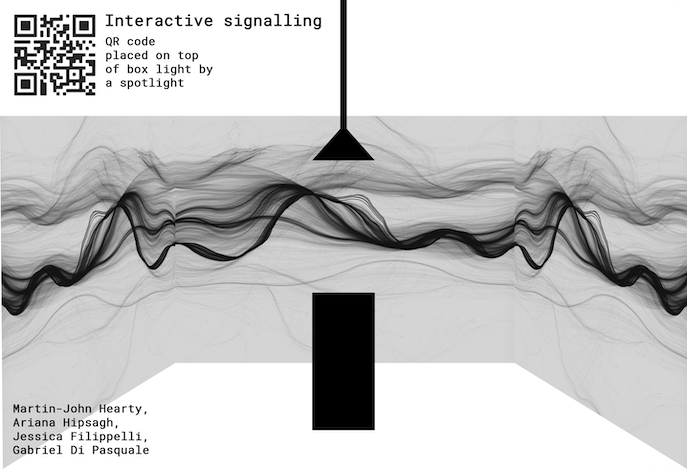 Interactive signalling
QR code
placed on top
of box light by
a spotlight
Martin-John Hearty,
Ariana Hipsagh,
Jessica Filippelli,
Gabriel Di Pasquale